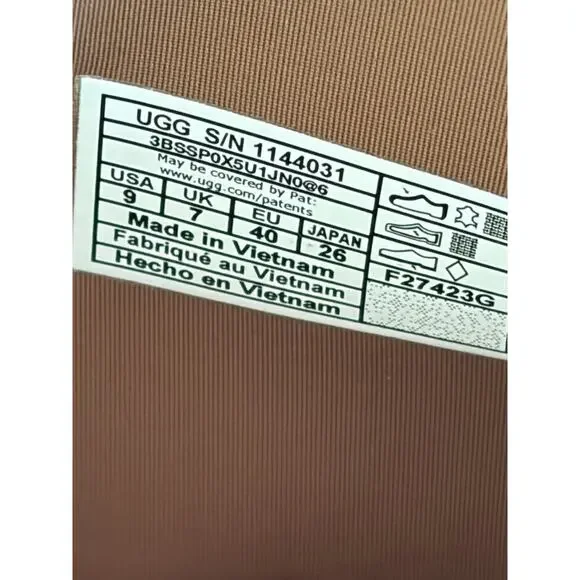 UGG S/N 1144031
3BSSP0X5U1JN0@6
May be covered by Pat:
www.ugg.com/patents
USA UK EU JAPAN
9 7 40 26
Made in Vietnam
Fabriqué au Vietnam
Hecho en Vietnam
F27423G